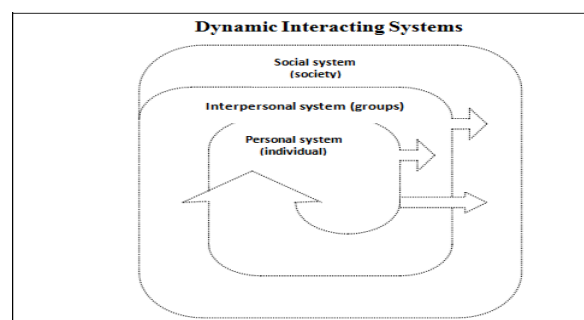 Dynamic Interacting Systems
Social system
(society)
Interpersonal system (groups)
Personal system
(individual)